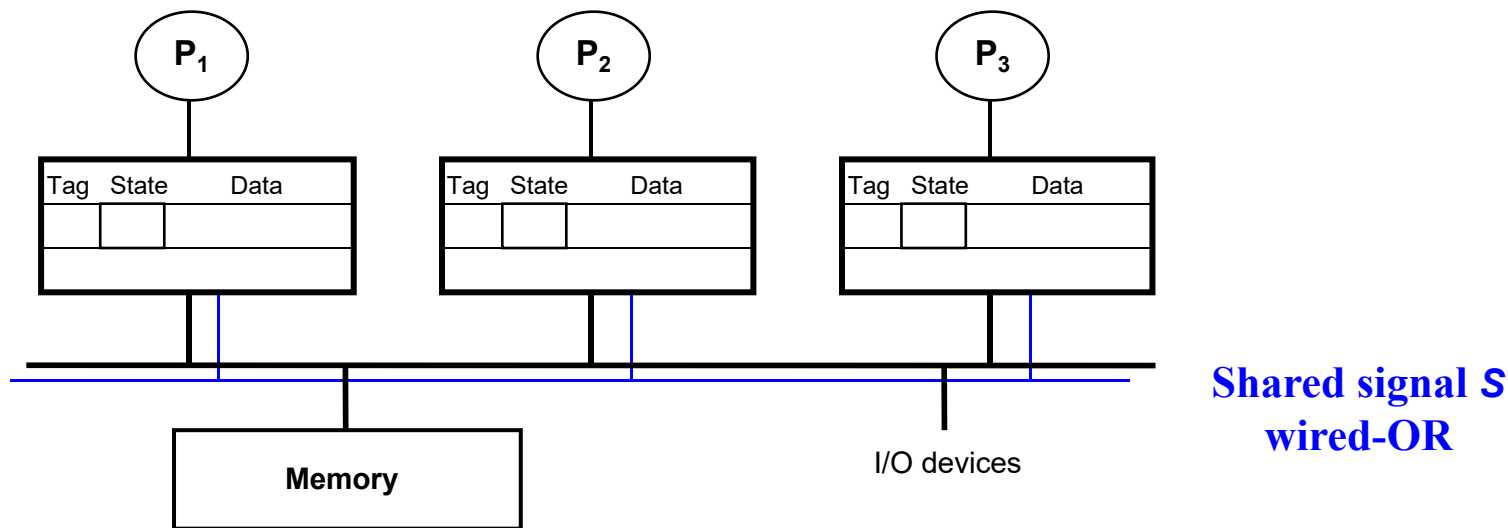 P1
P2
P3
Tag State Data
Tag State Data
Tag State Data
Shared signal S
wired-OR
I/O devices
Memory